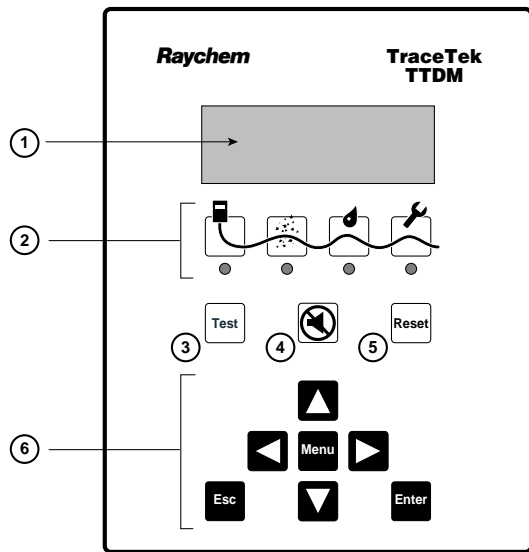 Raychem
TraceTek
TTDM
1
2
Test
3
4
5
Reset
6
Menu
Esc
Enter